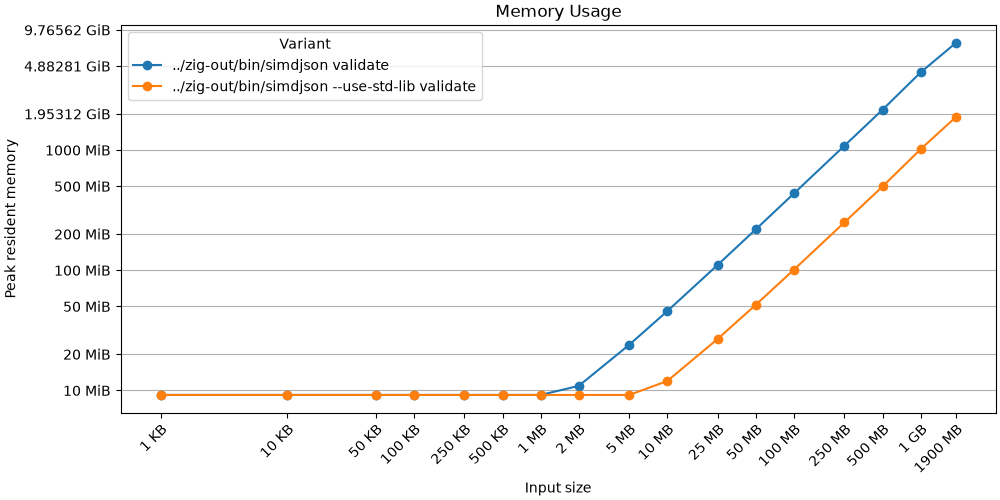 Memory Usage
Peak resident memory
9.76562 GiB
4.88281 GiB
1.95312 GiB
1000 MiB
500 MiB
200 MiB
100 MiB
50 MiB
20 MiB
10 MiB
Variant
../zig-out/bin/simdjson validate
../zig-out/bin/simdjson --use-std-lib validate
1 KB
10 KB
50 KB
100 KB
250 KB
500 KB
1 MB
2 MB
5 MB
10 MB
25 MB
50 MB
100 MB
250 MB
500 MB
1 GB
1900 MB
Input size